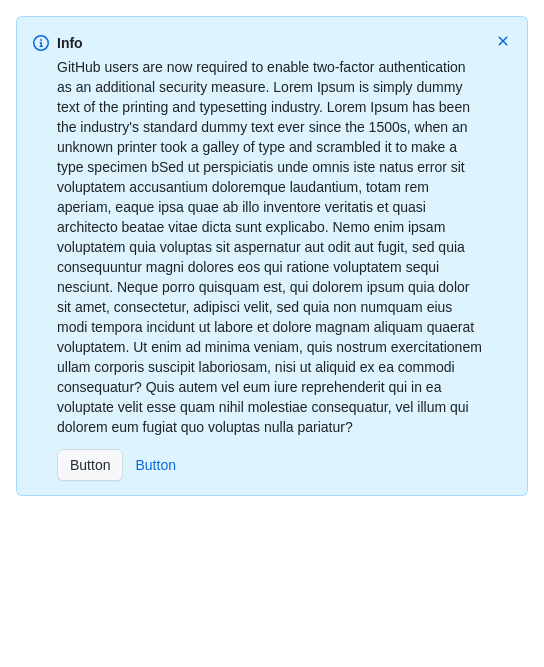 Info
GitHub users are now required to enable two-factor authentication
as an additional security measure. Lorem Ipsum is simply dummy
text of the printing and typesetting industry. Lorem Ipsum has been
the industry's standard dummy text ever since the 1500s, when an
unknown printer took a galley of type and scrambled it to make a
type specimen bSed ut perspiciatis unde omnis iste natus error sit
voluptatem accusantium doloremque laudantium, totam rem
aperiam, eaque ipsa quae ab illo inventore veritatis et quasi
architecto beatae vitae dicta sunt explicabo. Nemo enim ipsam
voluptatem quia voluptas sit aspernatur aut odit aut fugit, sed quia
consequuntur magni dolores eos qui ratione voluptatem sequi
nesciunt. Neque porro quisquam est, qui dolorem ipsum quia dolor
sit amet, consectetur, adipisci velit, sed quia non numquam eius
modi tempora incidunt ut labore et dolore magnam aliquam quaerat
voluptatem. Ut enim ad minima veniam, quis nostrum exercitationem
ullam corporis suscipit laboriosam, nisi ut aliquid ex ea commodi
consequatur? Quis autem vel eum iure reprehenderit qui in ea
voluptate velit esse quam nihil molestiae consequatur, vel illum qui
dolorem eum fugiat quo voluptas nulla pariatur?
Button Button